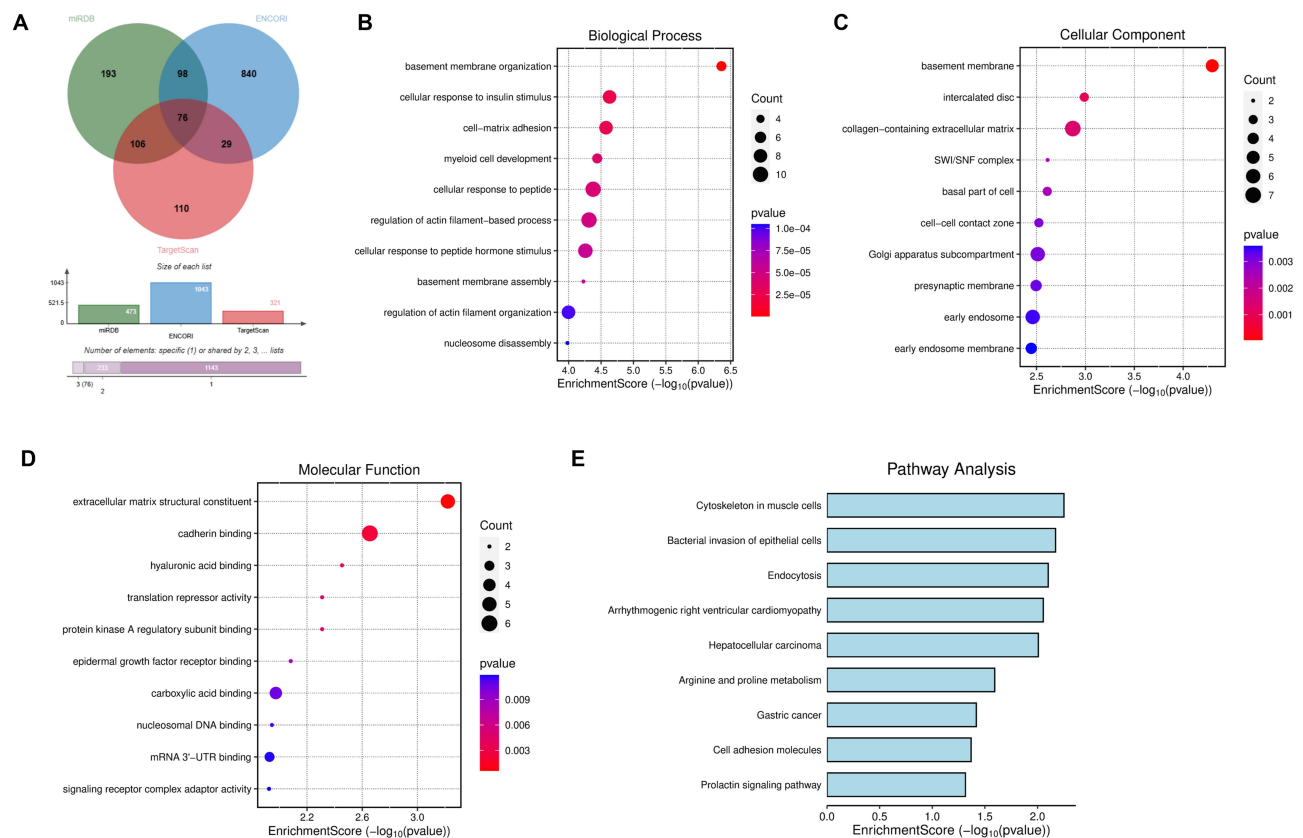 A
miRDB
ENCORI
193
98
840
76
106
29
110
TargetScan
Size of each list
1043
521.5
0
473
1043
321
miRDB
ENCORI
TargetScan
Number of elements: specific (1) or shared by 2, 3, ... lists
233
1143
3 (76)
2
1
B
Biological Process
basement membrane organization
cellular response to insulin stimulus
cell−matrix adhesion
myeloid cell development
cellular response to peptide
regulation of actin filament−based process
cellular response to peptide hormone stimulus
basement membrane assembly
regulation of actin filament organization
nucleosome disassembly
4.0 4.5 5.0 5.5 6.0 6.5
EnrichmentScore (−log10(pvalue))
Count
4
6
8
10
pvalue
1.0e−04
7.5e−05
5.0e−05
2.5e−05
C
Cellular Component
basement membrane
intercalated disc
collagen−containing extracellular matrix
SWI/SNF complex
basal part of cell
cell−cell contact zone
Golgi apparatus subcompartment
presynaptic membrane
early endosome
early endosome membrane
2.5 3.0 3.5 4.0
EnrichmentScore (−log10(pvalue))
Count
2
3
4
5
6
7
pvalue
0.003
0.002
0.001
D
Molecular Function
extracellular matrix structural constituent
cadherin binding
hyaluronic acid binding
translation repressor activity
protein kinase A regulatory subunit binding
epidermal growth factor receptor binding
carboxylic acid binding
nucleosomal DNA binding
mRNA 3'−UTR binding
signaling receptor complex adaptor activity
2.2 2.6 3.0
EnrichmentScore (−log10(pvalue))
Count
2
3
4
5
6
pvalue
0.009
0.006
0.003
E
Pathway Analysis
Cytoskeleton in muscle cells
Bacterial invasion of epithelial cells
Endocytosis
Arrhythmogenic right ventricular cardiomyopathy
Hepatocellular carcinoma
Arginine and proline metabolism
Gastric cancer
Cell adhesion molecules
Prolactin signaling pathway
0.0 0.5 1.0 1.5 2.0
EnrichmentScore (−log10(pvalue))